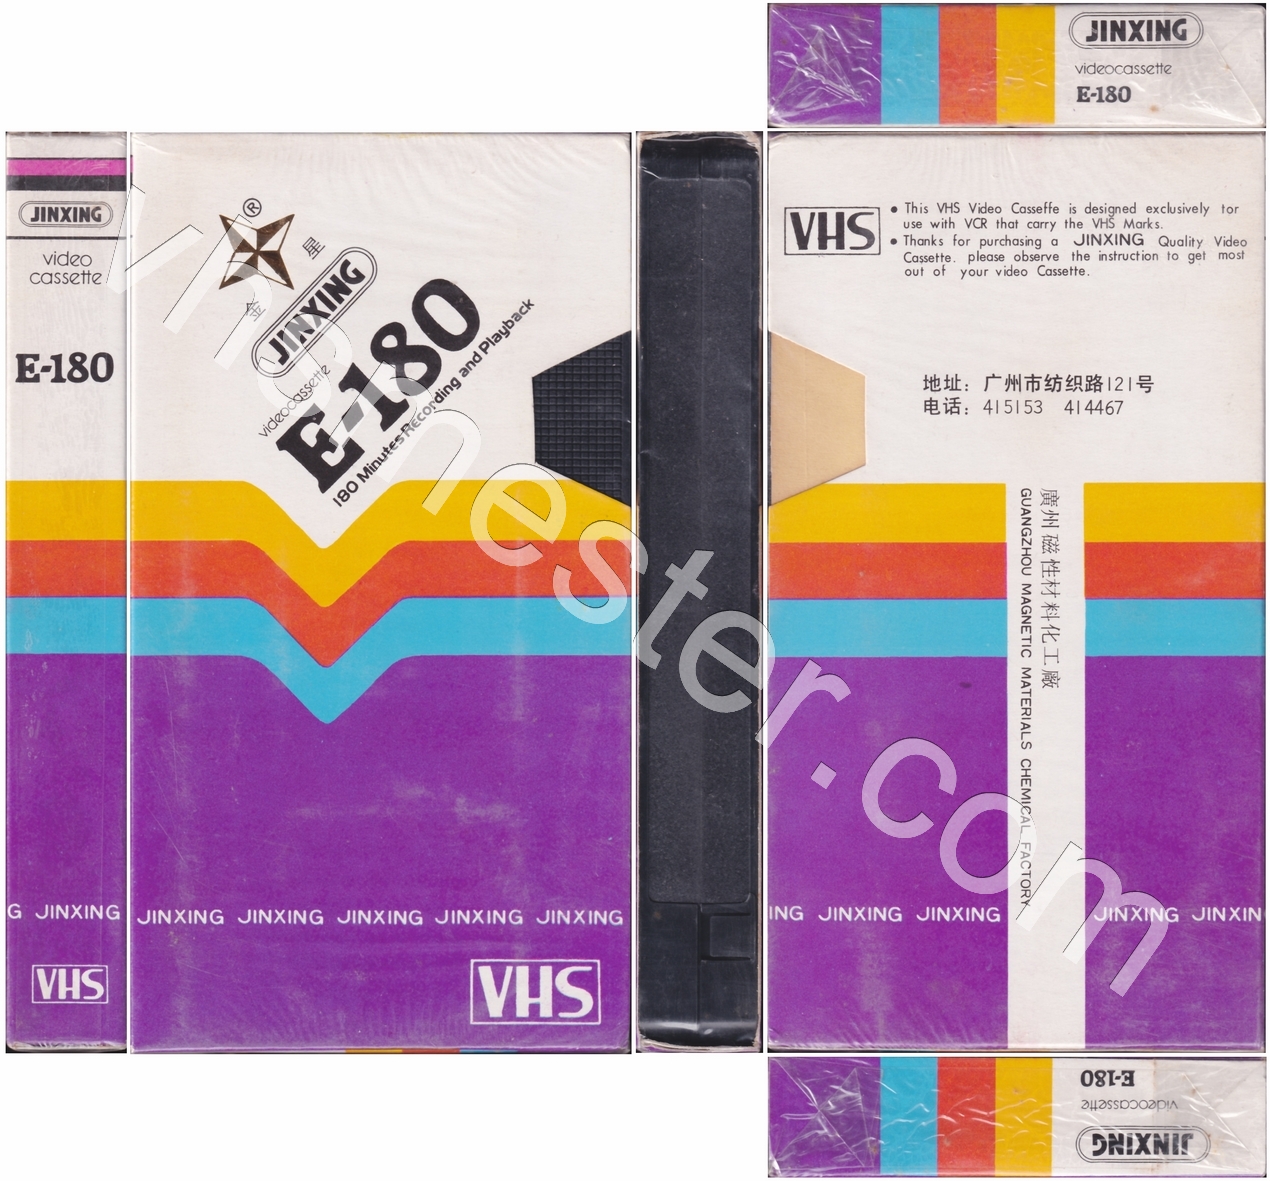 JINXING
videocassette
E-180
JINXING
video
cassette
E-180
G JINXING
VHS
®
金星
JINXING
videocassette
E-180
180 Minutes Recording and Playback
JINXING JINXING JINXING JINXING JINXING
VHS
VHS
• This VHS Video Casseffe is designed exclusively tor
use with VCR that carry the VHS Marks.
• Thanks for purchasing a JINXING Quality Video
Cassette. please observe the instruction to get most
out of your video Cassette.
地址: 广州市纺织路121号
电话: 415153 414467
廣州磁性材料化工廠
GUANGZHOU MAGNETIC MATERIALS CHEMICAL FACTORY
ING JINXING JINXING JINXING JINXIN
E-180
videocassette
JINXING
vhsnester.com